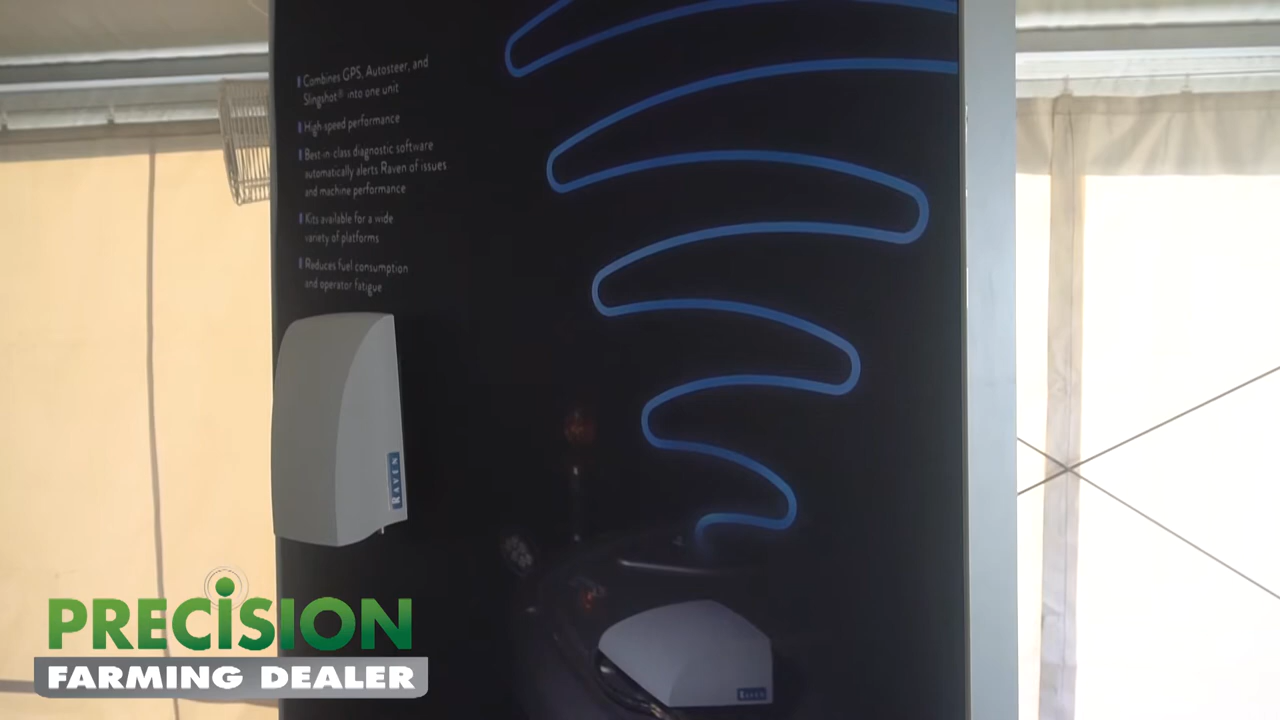 Combines GPS, Autosteer, and
Slingshot® into one unit
High speed performance
Best-in-class diagnostic software
automatically alerts Raven of issues
and machine performance
Kits available for a wide
variety of platforms
Reduces fuel consumption
and operator fatigue
RAVEN
RAVEN
PRECISION
FARMING DEALER